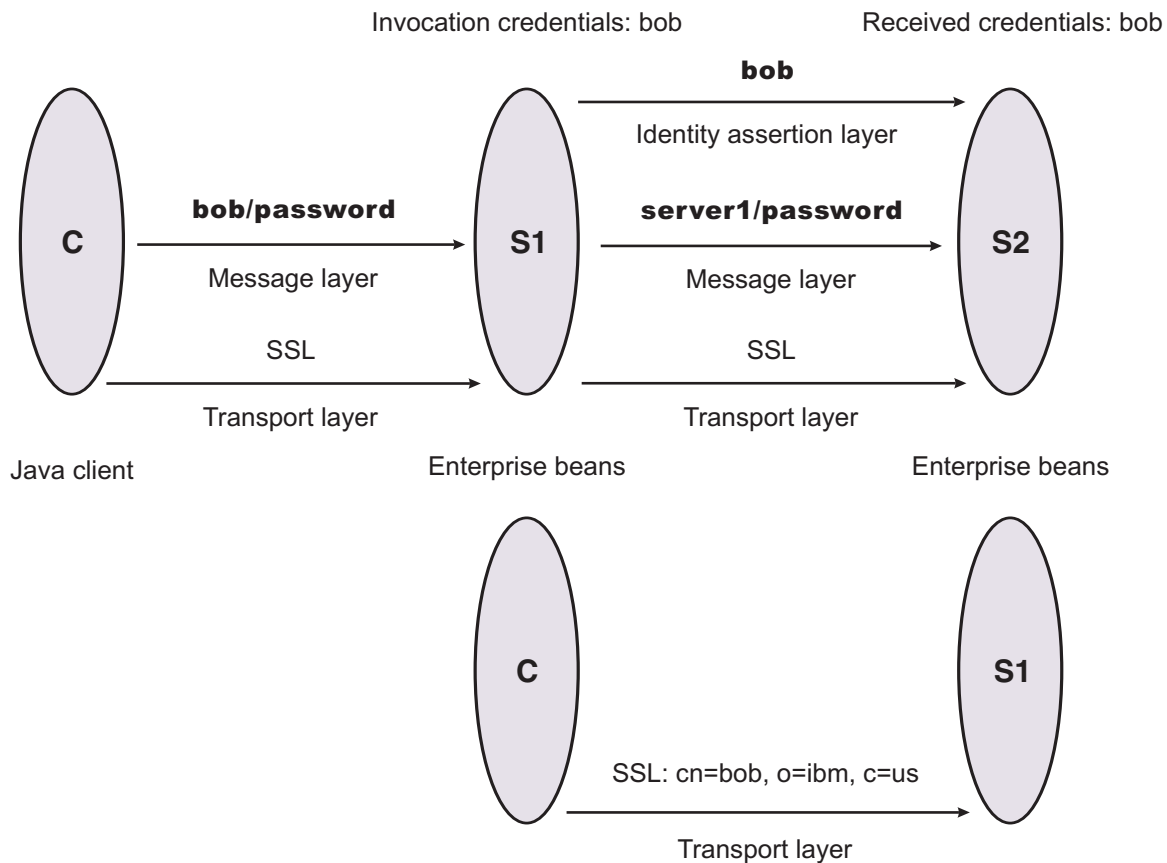 Invocation credentials: bob
Received credentials: bob
bob
Identity assertion layer
bob/password
server1/password
C
S1
S2
Message layer
Message layer
SSL
SSL
Transport layer
Transport layer
Java client
Enterprise beans
Enterprise beans
C
S1
SSL: cn=bob, o=ibm, c=us
Transport layer